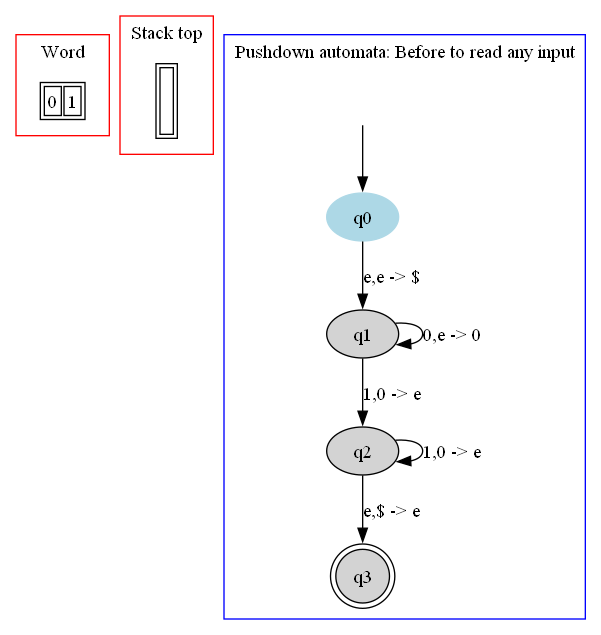 Word
0 1
Stack top
Pushdown automata: Before to read any input
q0
e,e -> $
q1
0,e -> 0
1,0 -> e
q2
1,0 -> e
e,$ -> e
q3